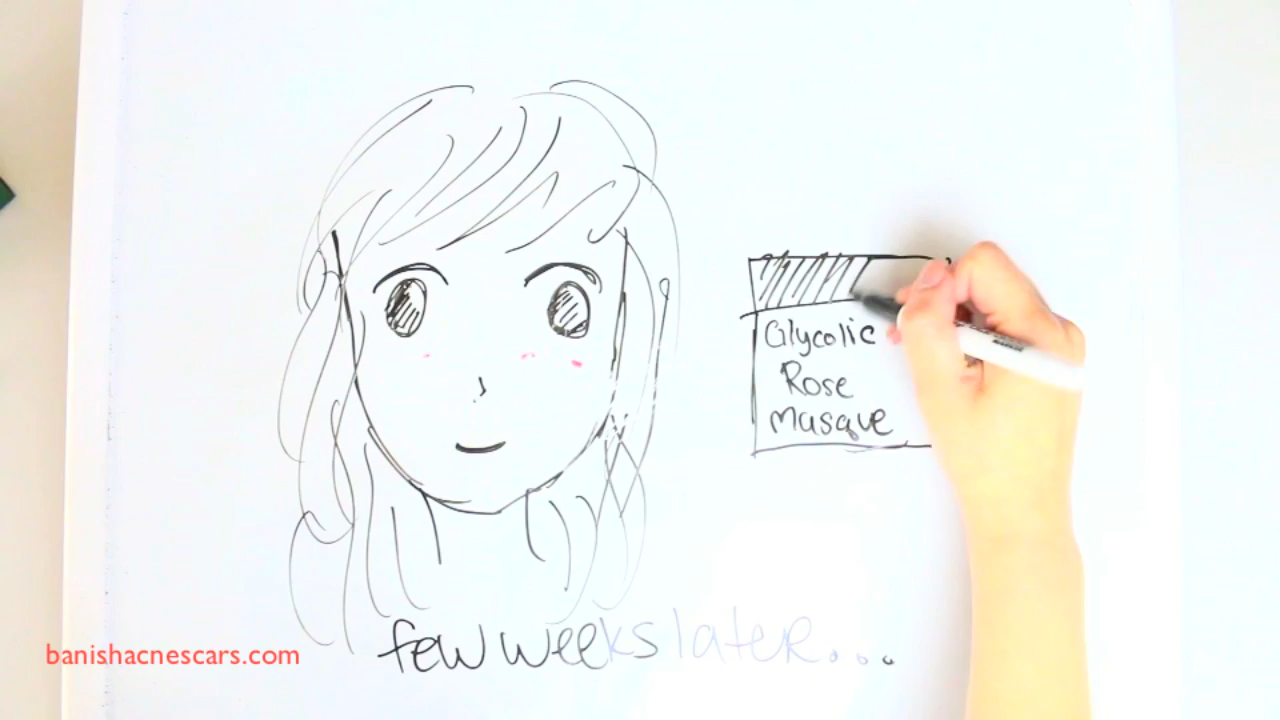 Glycolic
Rose
Masque
few weeks later...
banishacnescars.com